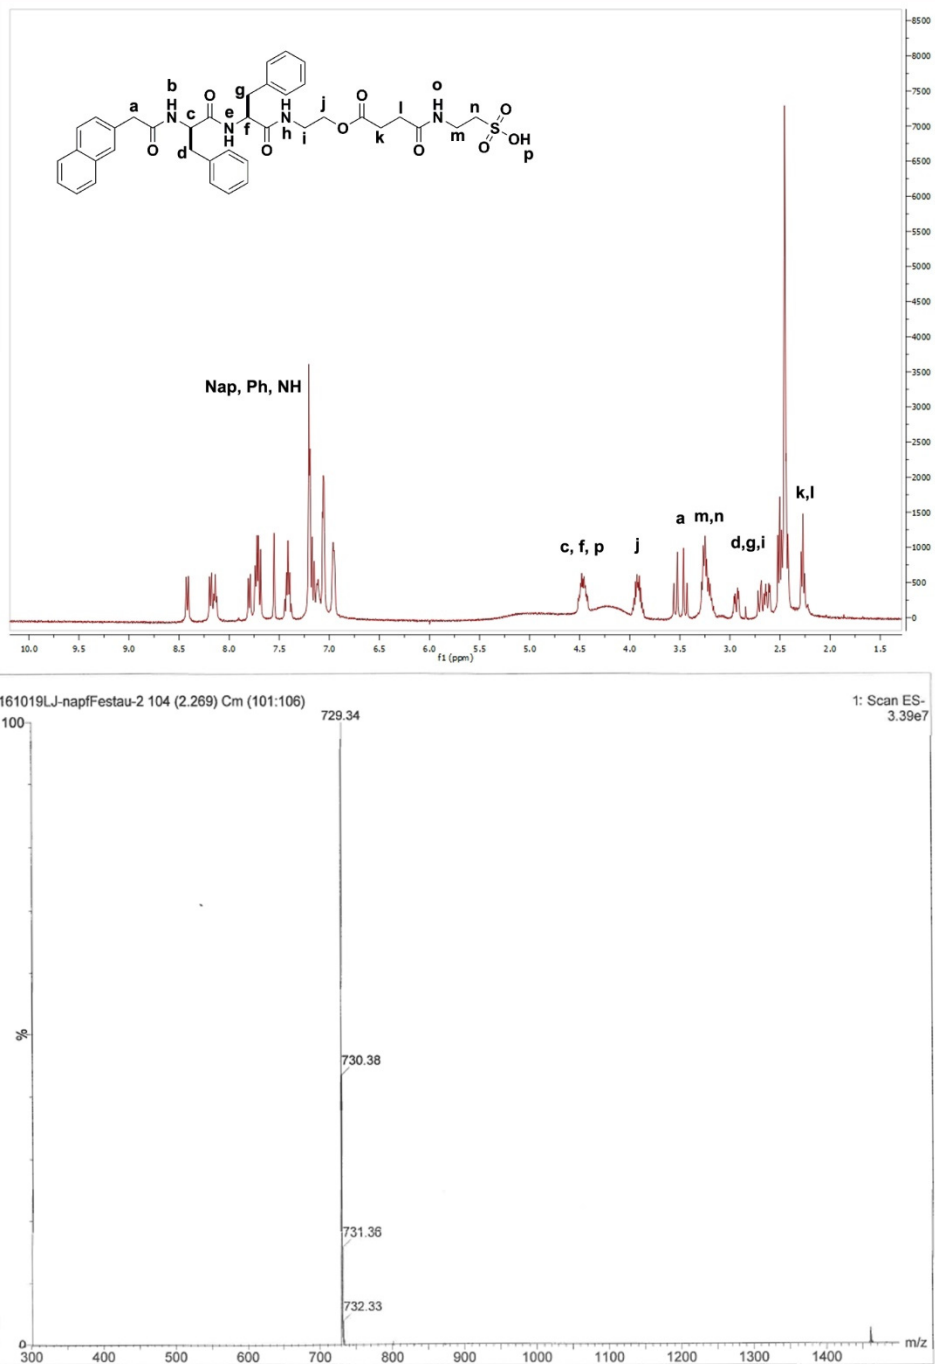 8500
8000
7500
7000
6500
6000
5500
5000
4500
4000
3500
3000
2500
2000
1500
1000
500
0
a
b
H
N
O
c
d
O
e
N
H
g
f
O
H
N
h
i
j
O
O
k
l
O
o
H
N
m
n
O
S
O
OH
p
Nap, Ph, NH
c, f, p
j
a
m,n
d,g,i
k,l
10.0 9.5 9.0 8.5 8.0 7.5 7.0 6.5 6.0 5.5 5.0 4.5 4.0 3.5 3.0 2.5 2.0 1.5
f1 (ppm)
161019LJ-napfFestau-2 104 (2.269) Cm (101:106)
1: Scan ES-
3.39e7
100
729.34
730.38
731.36
732.33
%
0
300 400 500 600 700 800 900 1000 1100 1200 1300 1400
m/z